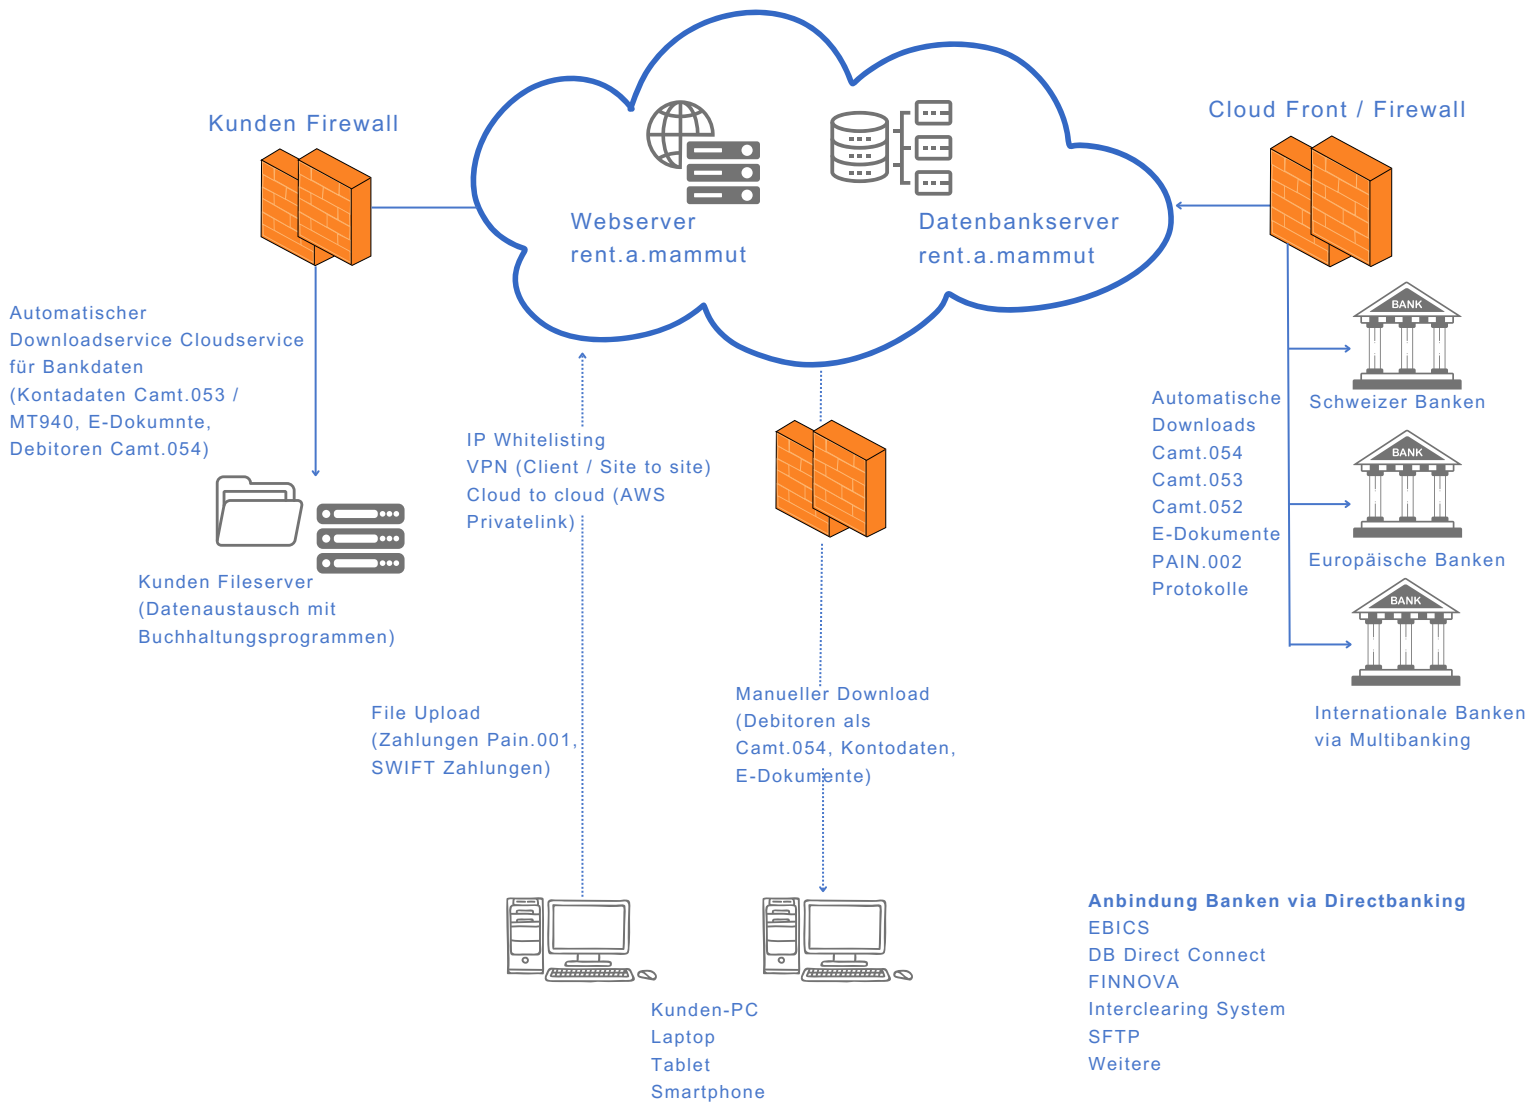 Kunden Firewall
Cloud Front / Firewall
Webserver
rent.a.mammut
Datenbankserver
rent.a.mammut
Automatischer
Downloadservice Cloudservice
für Bankdaten
(Kontadaten Camt.053 /
MT940, E-Dokumnte,
Debitoren Camt.054)
Kunden Fileserver
(Datenaustausch mit
Buchhaltungsprogrammen)
IP Whitelisting
VPN (Client / Site to site)
Cloud to cloud (AWS
Privatelink)
File Upload
(Zahlungen Pain.001,
SWIFT Zahlungen)
Manueller Download
(Debitoren als
Camt.054, Kontodaten,
E-Dokumente)
Automatische
Downloads
Camt.054
Camt.053
Camt.052
E-Dokumente
PAIN.002
Protokolle
BANK
Schweizer Banken
BANK
Europäische Banken
BANK
Internationale Banken
via Multibanking
Kunden-PC
Laptop
Tablet
Smartphone
Anbindung Banken via Directbanking
EBICS
DB Direct Connect
FINNOVA
Interclearing System
SFTP
Weitere